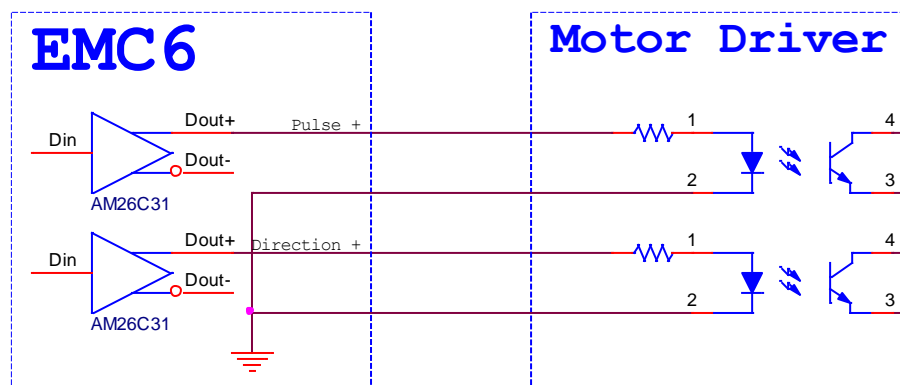 EMC6
Motor Driver
Din
Dout+
Dout-
AM26C31
Pulse +
1
2
4
3
Din
Dout+
Dout-
AM26C31
Direction +
1
2
4
3